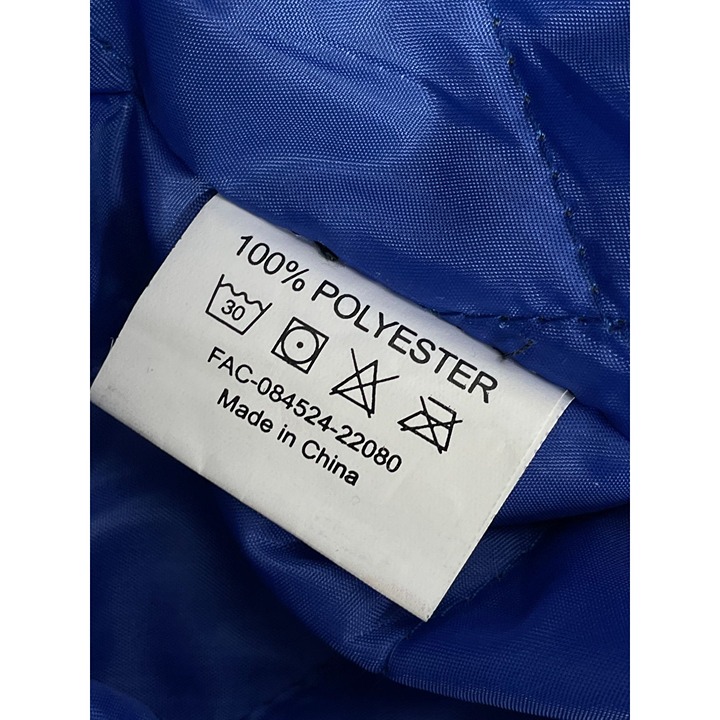 100% POLYESTER
30
FAC-084524-22080
Made in China